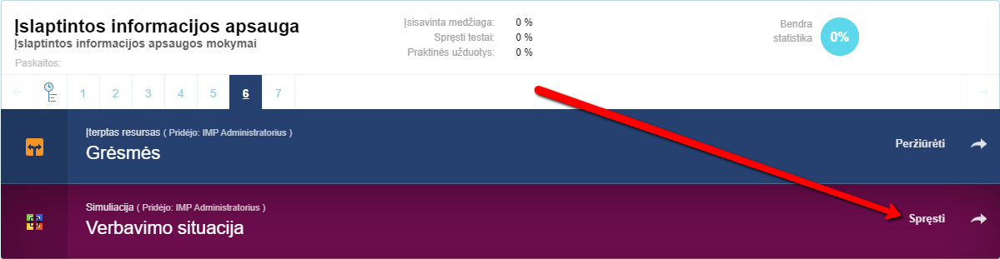 Įslaptintos informacijos apsauga
Įslaptintos informacijos apsaugos mokymai
Paskaitos:
Įsisavinta medžiaga: 0 %
Spręsti testai: 0 %
Praktinės užduotys: 0 %
Bendra
statistika
0%
1 2 3 4 5 6 7
Įterptas resursas ( Pridėjo: IMP Administratorius )
Grėsmės
Peržiūrėti
Simuliacija ( Pridėjo: IMP Administratorius )
Verbavimo situacija
Spręsti